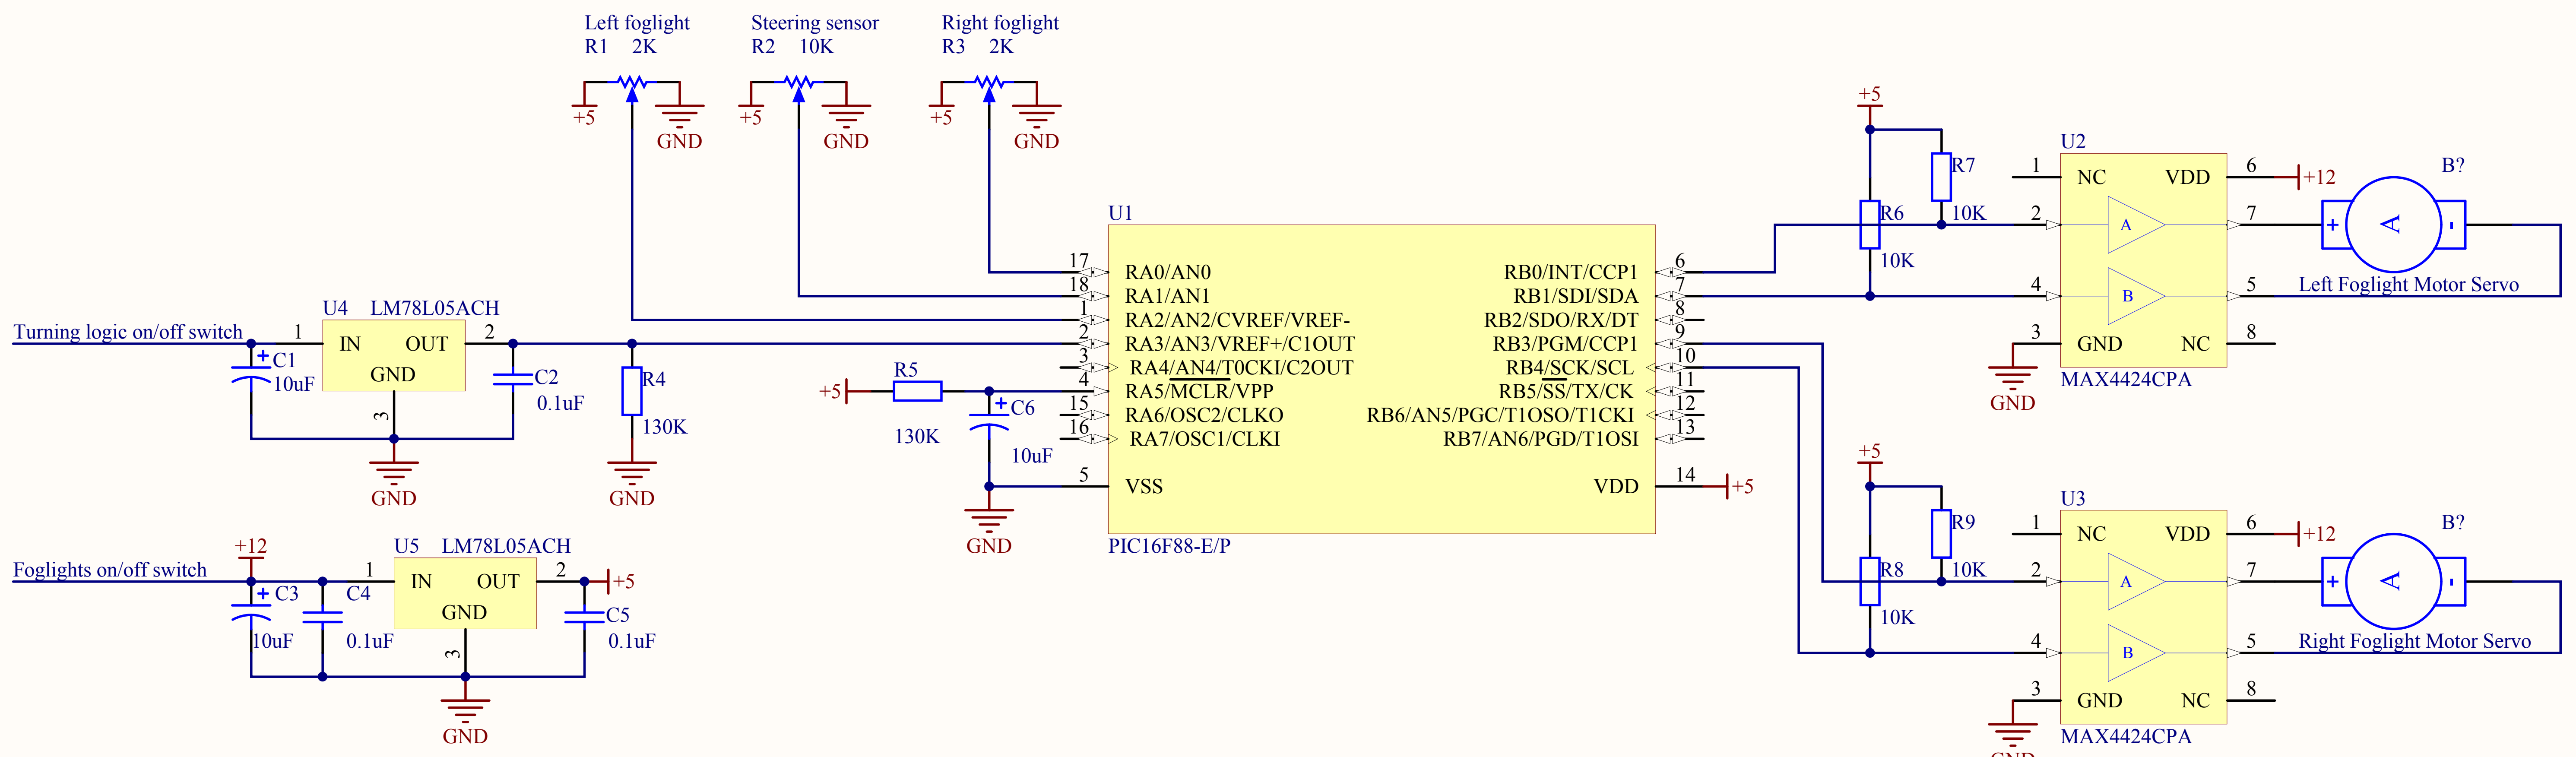 Left foglight
R1 2K
+5
GND
Steering sensor
R2 10K
+5
GND
Right foglight
R3 2K
+5
GND
Turning logic on/off switch
C1
10uF
U4 LM78L05ACH
1 IN OUT 2
GND
3
GND
C2
0.1uF
R4
130K
GND
Foglights on/off switch
+12
C3
10uF
C4
0.1uF
U5 LM78L05ACH
1 IN OUT 2
GND
3
GND
+5
C5
0.1uF
+5
R5
130K
C6
10uF
GND
U1
17 RA0/AN0
18 RA1/AN1
1 RA2/AN2/CVREF/VREF-
2 RA3/AN3/VREF+/C1OUT
3 RA4/AN4/T0CKI/C2OUT
4 RA5/MCLR/VPP
15 RA6/OSC2/CLKO
16 RA7/OSC1/CLKI
5 VSS
RB0/INT/CCP1 6
RB1/SDI/SDA 7
RB2/SDO/RX/DT 8
RB3/PGM/CCP1 9
RB4/SCK/SCL 10
RB5/SS/TX/CK 11
RB6/AN5/PGC/T1OSO/T1CKI 12
RB7/AN6/PGD/T1OSI 13
VDD 14
+5
PIC16F88-E/P
+5
R7
10K
R6
10K
U2
1 NC VDD 6
+12
2 A 7
4 B 5
3 GND NC 8
GND
MAX4424CPA
B?
+ A -
Left Foglight Motor Servo
+5
R9
10K
R8
10K
U3
1 NC VDD 6
+12
2 A 7
4 B 5
3 GND NC 8
MAX4424CPA
B?
+ A -
Right Foglight Motor Servo